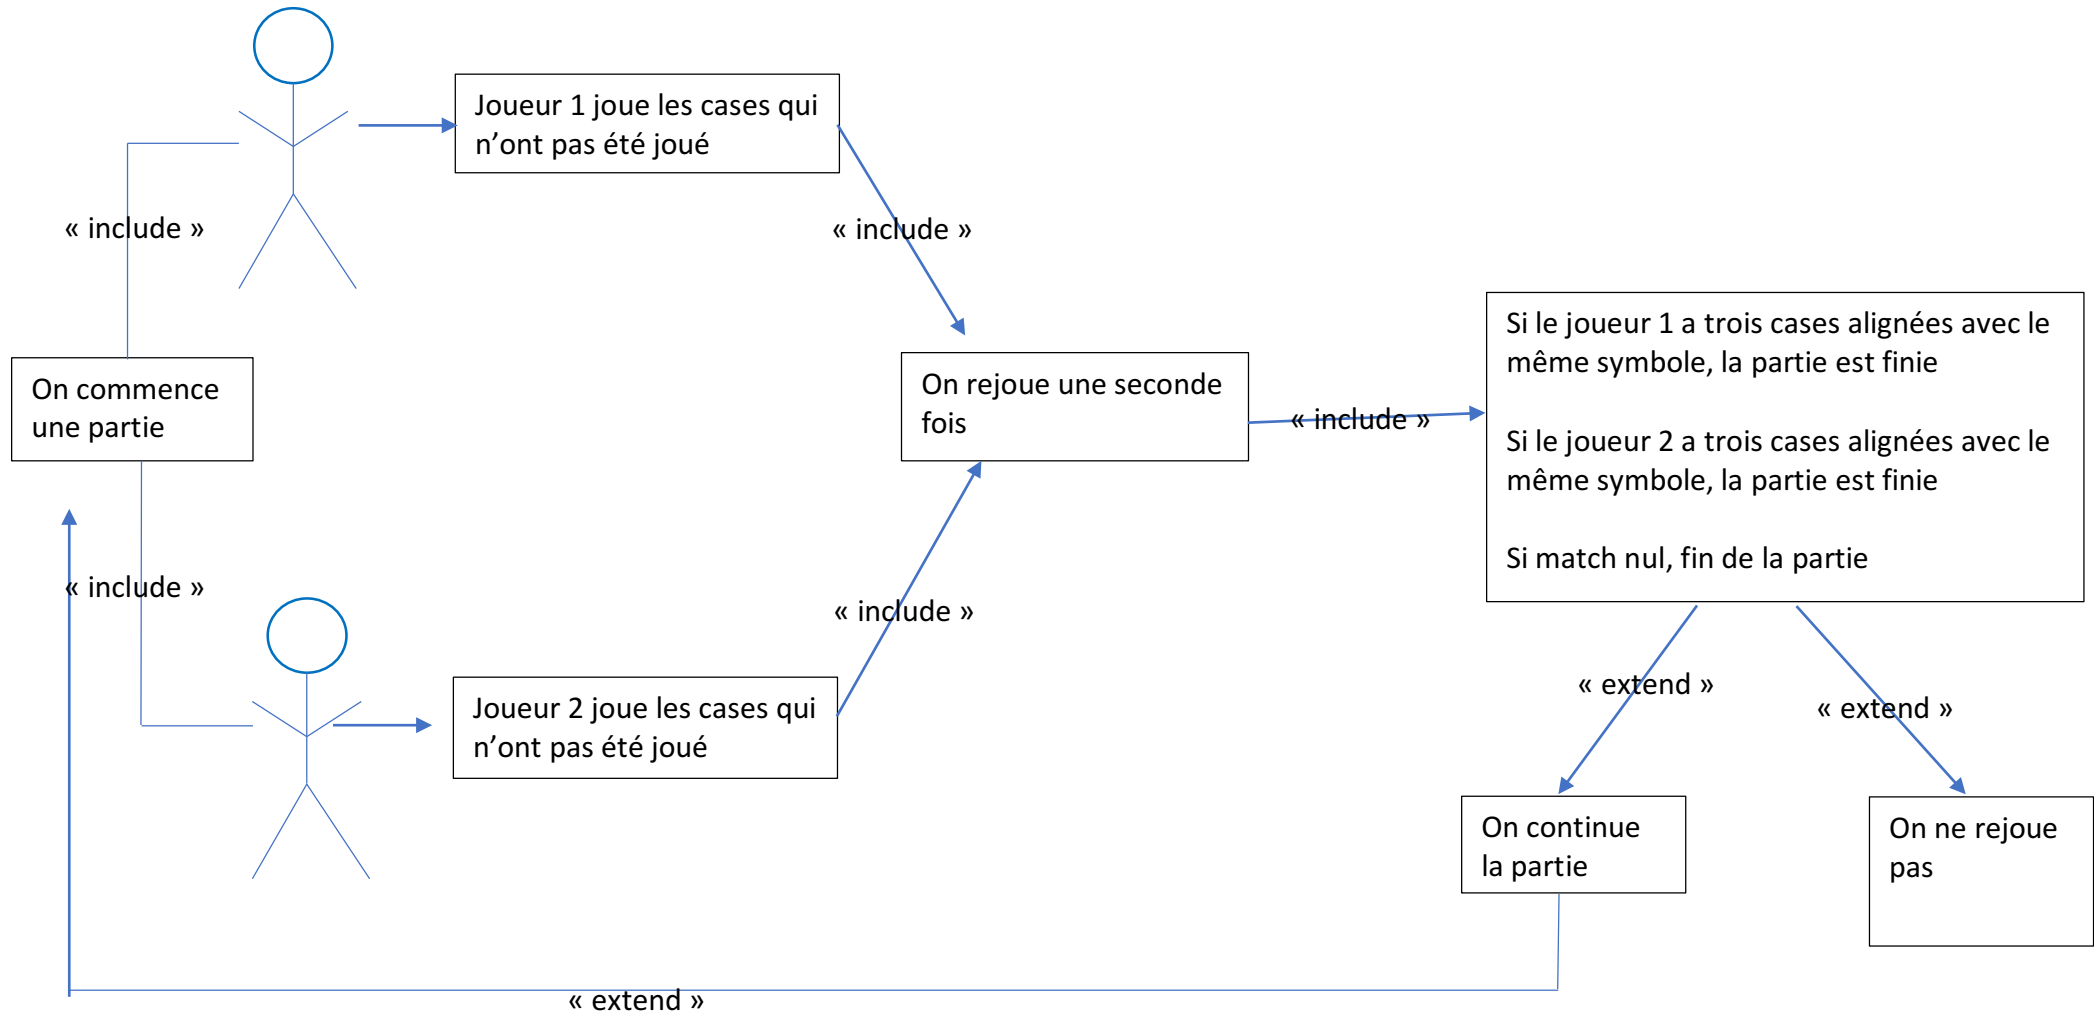 Joueur 1 joue les cases qui
n’ont pas été joué
« include »
« include »
On commence
une partie
On rejoue une seconde
fois
« include »
Si le joueur 1 a trois cases alignées avec le
même symbole, la partie est finie
Si le joueur 2 a trois cases alignées avec le
même symbole, la partie est finie
Si match nul, fin de la partie
« include »
« include »
Joueur 2 joue les cases qui
n’ont pas été joué
« extend »
« extend »
On continue
la partie
On ne rejoue
pas
« extend »